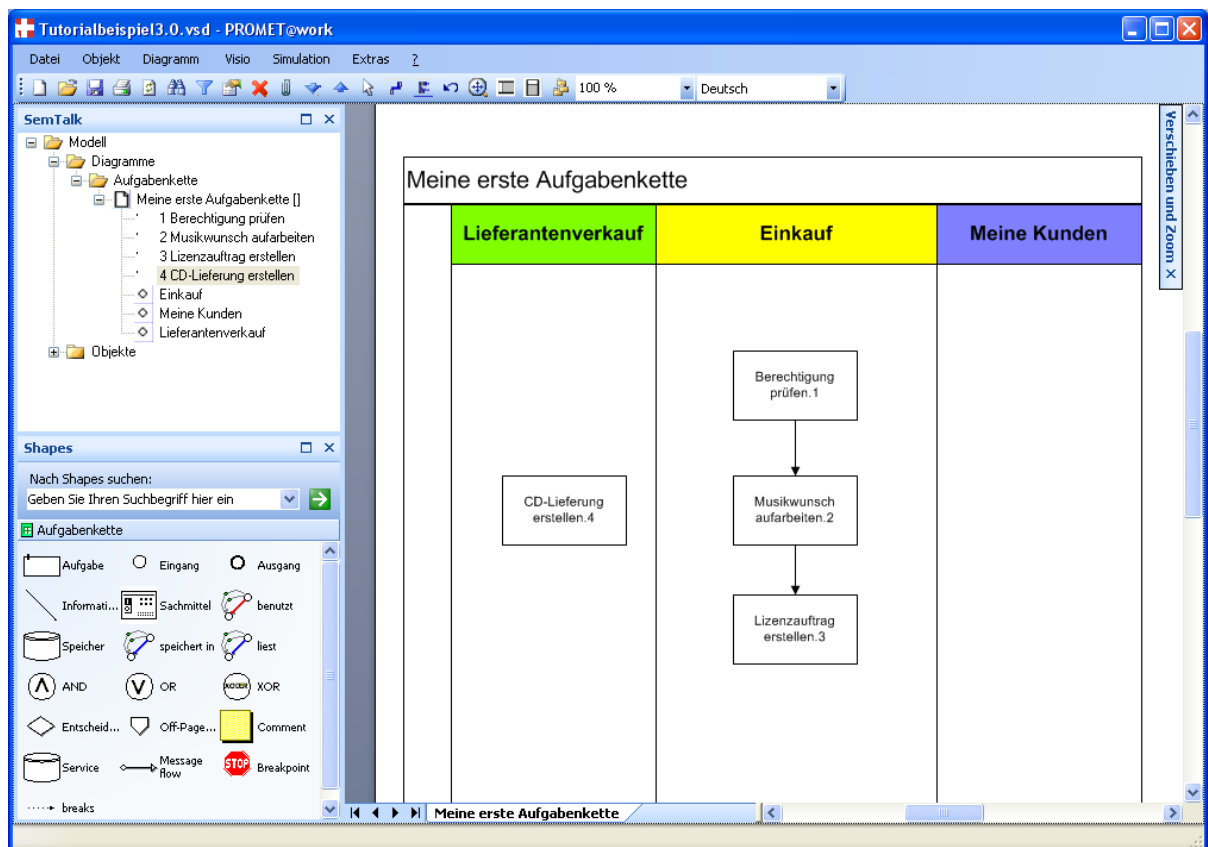 Tutorialbeispiel3.0.vsd - PROMET@work
Datei Objekt Diagramm Visio Simulation Extras ?
100 % Deutsch
SemTalk
Modell
Diagramme
Aufgabenkette
Meine erste Aufgabenkette []
1 Berechtigung prüfen
2 Musikwunsch aufarbeiten
3 Lizenzauftrag erstellen
4 CD-Lieferung erstellen
Einkauf
Meine Kunden
Lieferantenverkauf
Objekte
Shapes
Nach Shapes suchen:
Geben Sie Ihren Suchbegriff hier ein
Aufgabenkette
Aufgabe Eingang Ausgang
Informati... Sachmittel benutzt
Speicher speichert in liest
AND OR XOR
Entscheid... Off-Page... Comment
Service Message
flow
STOP Breakpoint
breaks
Meine erste Aufgabenkette
Lieferantenverkauf Einkauf Meine Kunden
Berechtigung
prüfen.1
CD-Lieferung
erstellen.4
Musikwunsch
aufarbeiten.2
Lizenzauftrag
erstellen.3
Verschieben und Zoom
Meine erste Aufgabenkette